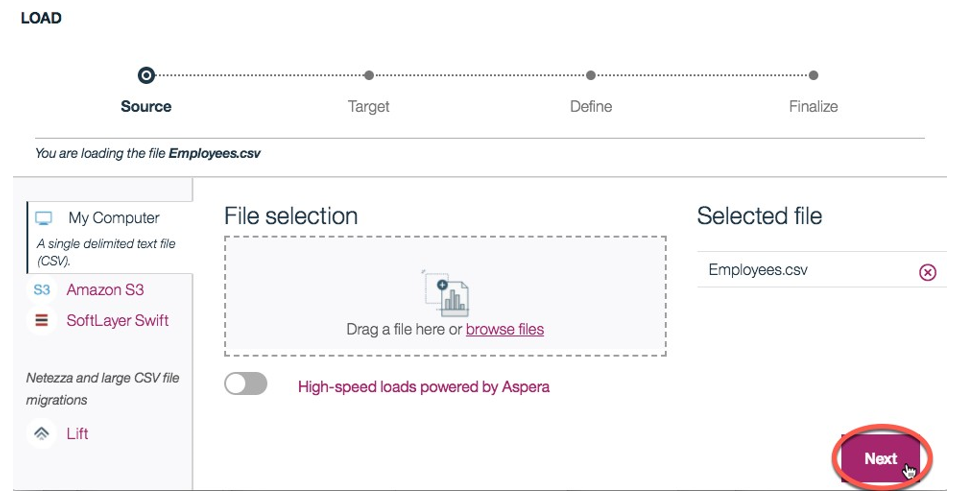 LOAD
Source
Target
Define
Finalize
You are loading the file Employees.csv
My Computer
A single delimited text file
(CSV).
S3 Amazon S3
SoftLayer Swift
Netezza and large CSV file
migrations
Lift
File selection
Drag a file here or browse files
High-speed loads powered by Aspera
Selected file
Employees.csv
Next